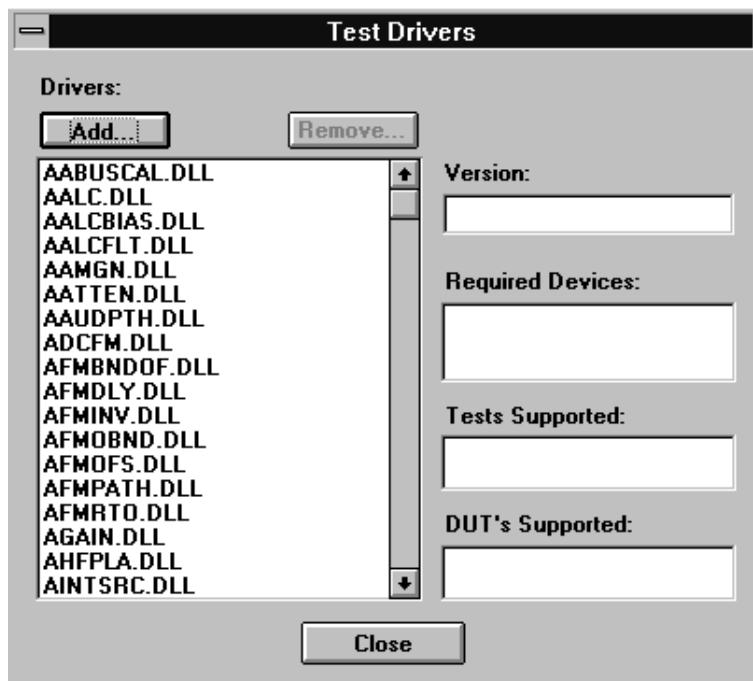 Test Drivers
Drivers:
Add...
Remove...
AABUSCAL.DLL
AALC.DLL
AALCBIAS.DLL
AALCFLT.DLL
AAMGN.DLL
AATTEN.DLL
AAUDPTH.DLL
ADCFM.DLL
AFMBNDOF.DLL
AFMDLY.DLL
AFMINV.DLL
AFMOBND.DLL
AFMOFS.DLL
AFMPATH.DLL
AFMRTO.DLL
AGAIN.DLL
AHFPLA.DLL
AINTSRC.DLL
Version:
Required Devices:
Tests Supported:
DUT's Supported:
Close